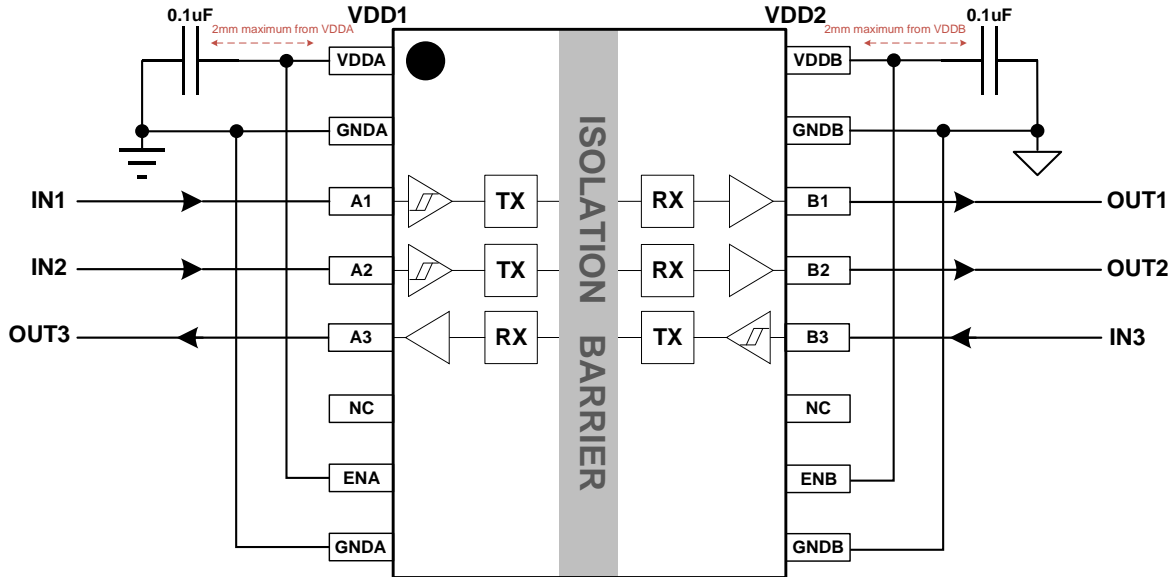 0.1uF
VDD1
VDD2
0.1uF
2mm maximum from VDDA
2mm maximum from VDDB
VDDA
VDDB
GNDA
GNDB
ISOLATION BARRIER
IN1
A1
TX
RX
B1
OUT1
IN2
A2
TX
RX
B2
OUT2
OUT3
A3
RX
TX
B3
IN3
NC
NC
ENA
ENB
GNDA
GNDB